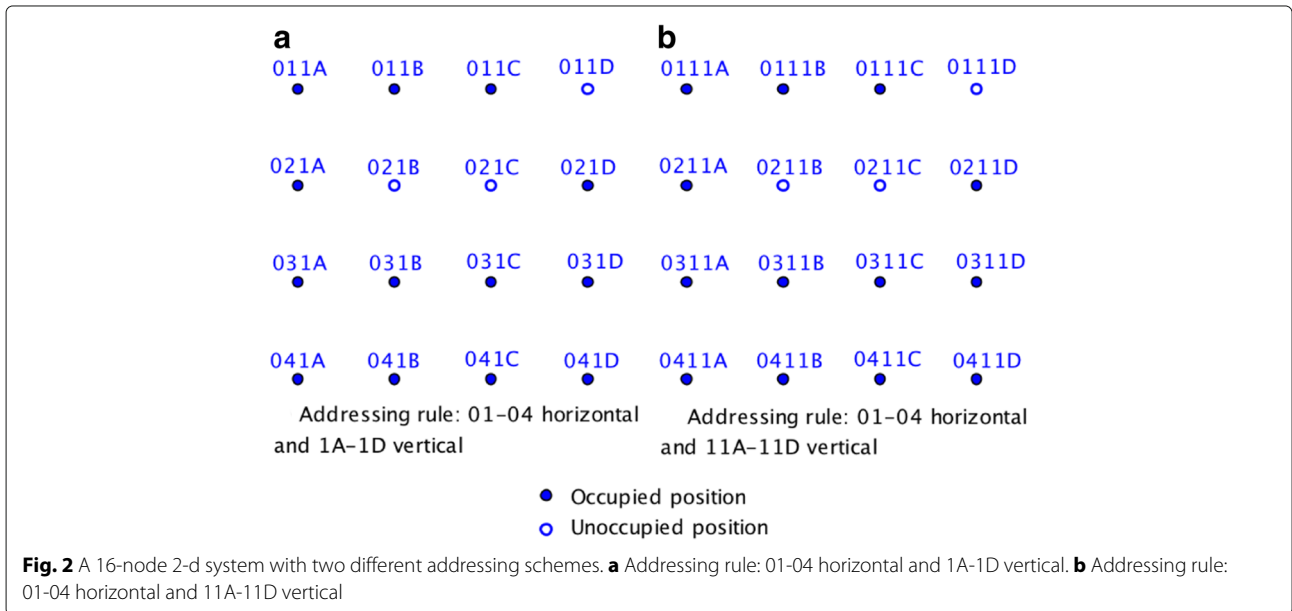 a b
011A 011B 011C 011D 0111A 0111B 0111C 0111D
021A 021B 021C 021D 0211A 0211B 0211C 0211D
031A 031B 031C 031D 0311A 0311B 0311C 0311D
041A 041B 041C 041D 0411A 0411B 0411C 0411D
Addressing rule: 01–04 horizontal Addressing rule: 01–04 horizontal
and 1A–1D vertical and 11A–11D vertical
Occupied position
Unoccupied position
Fig. 2 A 16-node 2-d system with two different addressing schemes. a Addressing rule: 01-04 horizontal and 1A-1D vertical. b Addressing rule:
01-04 horizontal and 11A-11D vertical